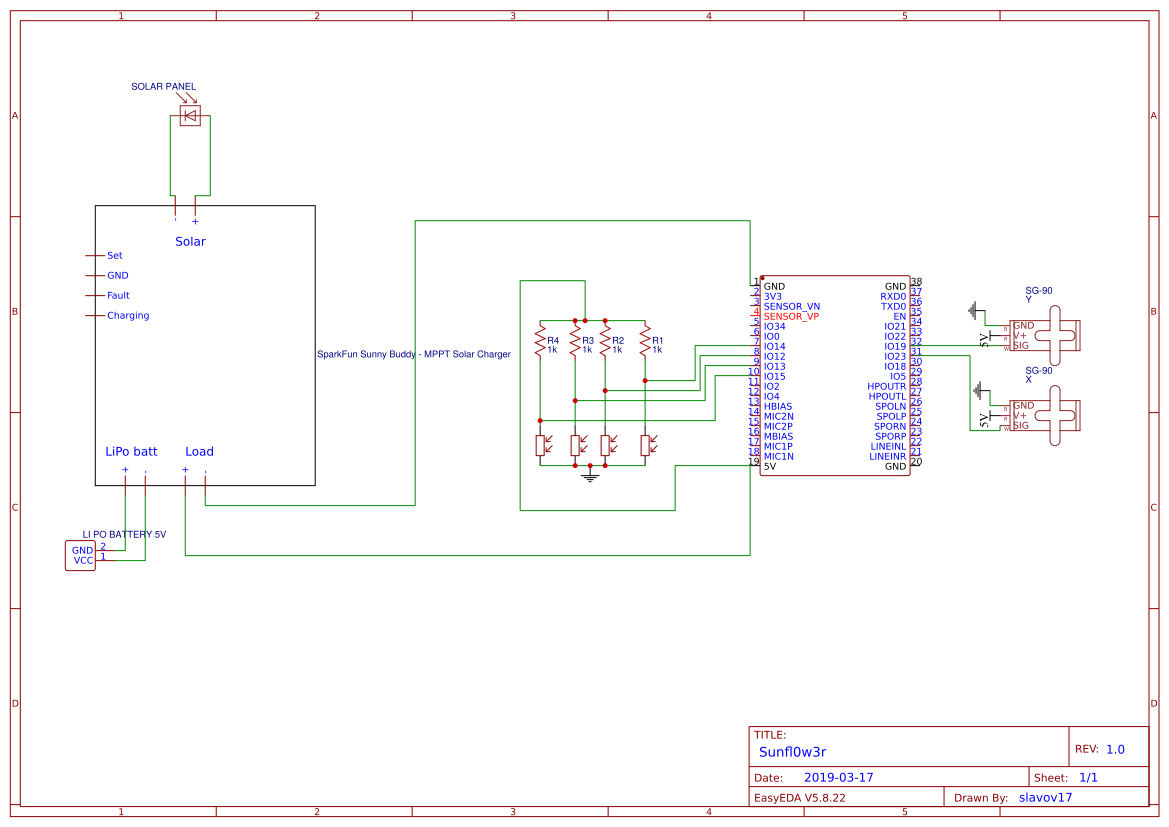 1 2 3 4 5
A A
B B
C C
D D
SOLAR PANEL
- +
Solar
Set
GND
Fault
Charging
SparkFun Sunny Buddy - MPPT Solar Charger
LiPo batt Load
+ - + -
LI PO BATTERY 5V
GND 2
VCC 1
R4 1k
R3 1k
R2 1k
R1 1k
1 GND
2 3V3
3 SENSOR_VN
4 SENSOR_VP
5 IO34
6 IO0
7 IO14
8 IO12
9 IO13
10 IO15
11 IO2
12 IO4
13 HBIAS
14 MIC2N
15 MIC2P
16 MBIAS
17 MIC1P
18 MIC1N
19 5V
GND 38
RXD0 37
TXD0 36
EN 35
IO21 34
IO22 33
IO19 32
IO23 31
IO18 30
IO5 29
HPOUTR 28
HPOUTL 27
SPOLN 26
SPOLP 25
SPORN 24
SPORP 23
LINEINL 22
LINEINR 21
GND 20
SG-90
Y
B GND
5V R V+
W SIG
SG-90
X
B GND
5V R V+
W SIG
TITLE:
Sunfl0w3r
REV: 1.0
Date: 2019-03-17
Sheet: 1/1
EasyEDA V5.8.22
Drawn By: slavov17
1 2 3 4 5